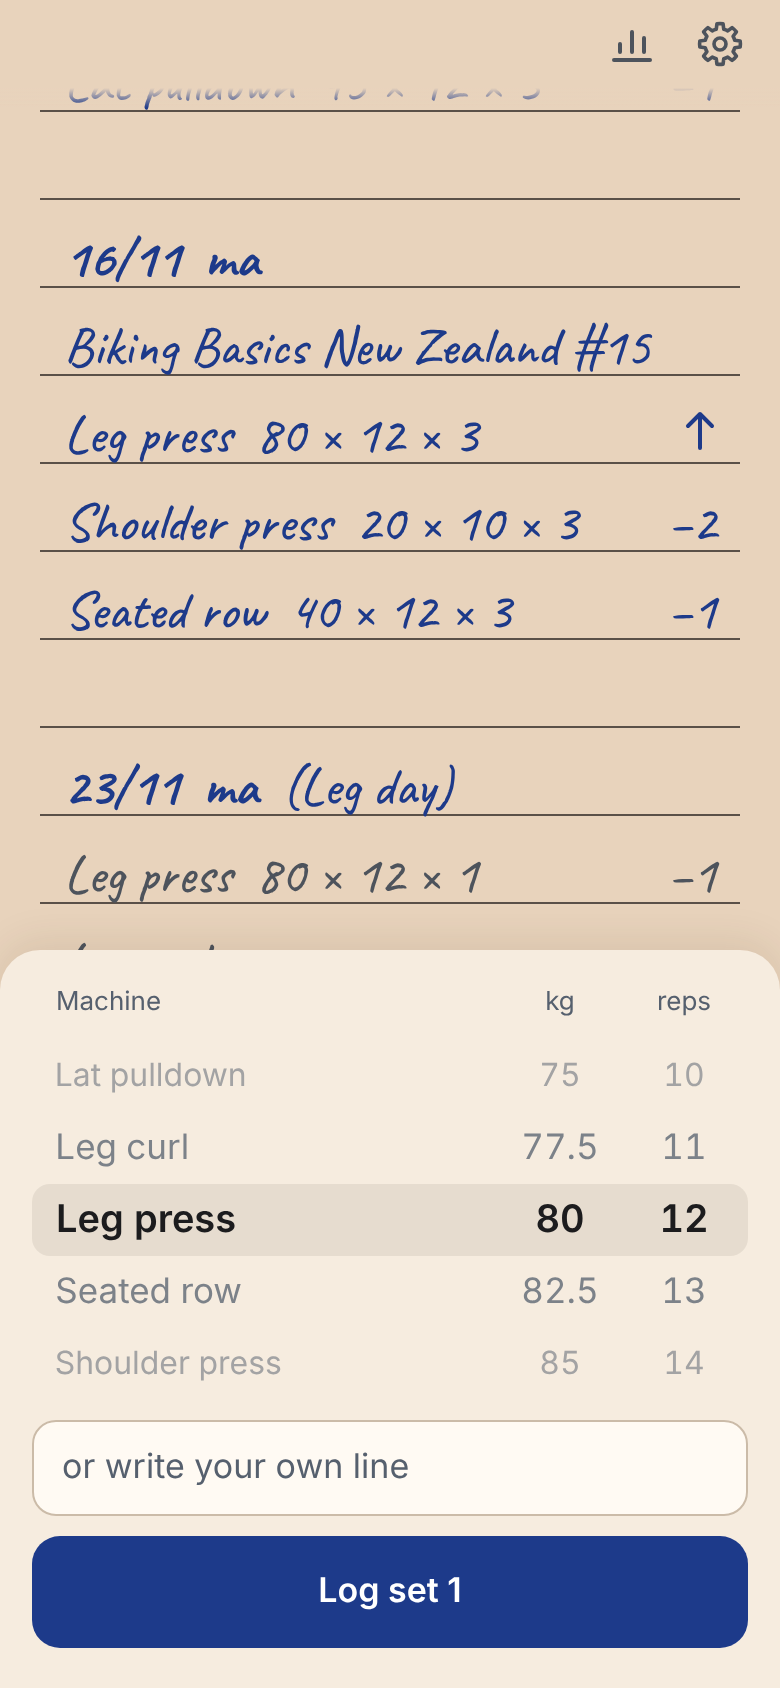 Lat pulldown
16/11 ma
Biking Basics New Zealand #15
Leg press 80 × 12 × 3 ↑
Shoulder press 20 × 10 × 3 −2
Seated row 40 × 12 × 3 −1
23/11 ma (Leg day)
Leg press 80 × 12 × 1 −1
Machine kg reps
Lat pulldown 75 10
Leg curl 77.5 11
Leg press 80 12
Seated row 82.5 13
Shoulder press 85 14
or write your own line
Log set 1